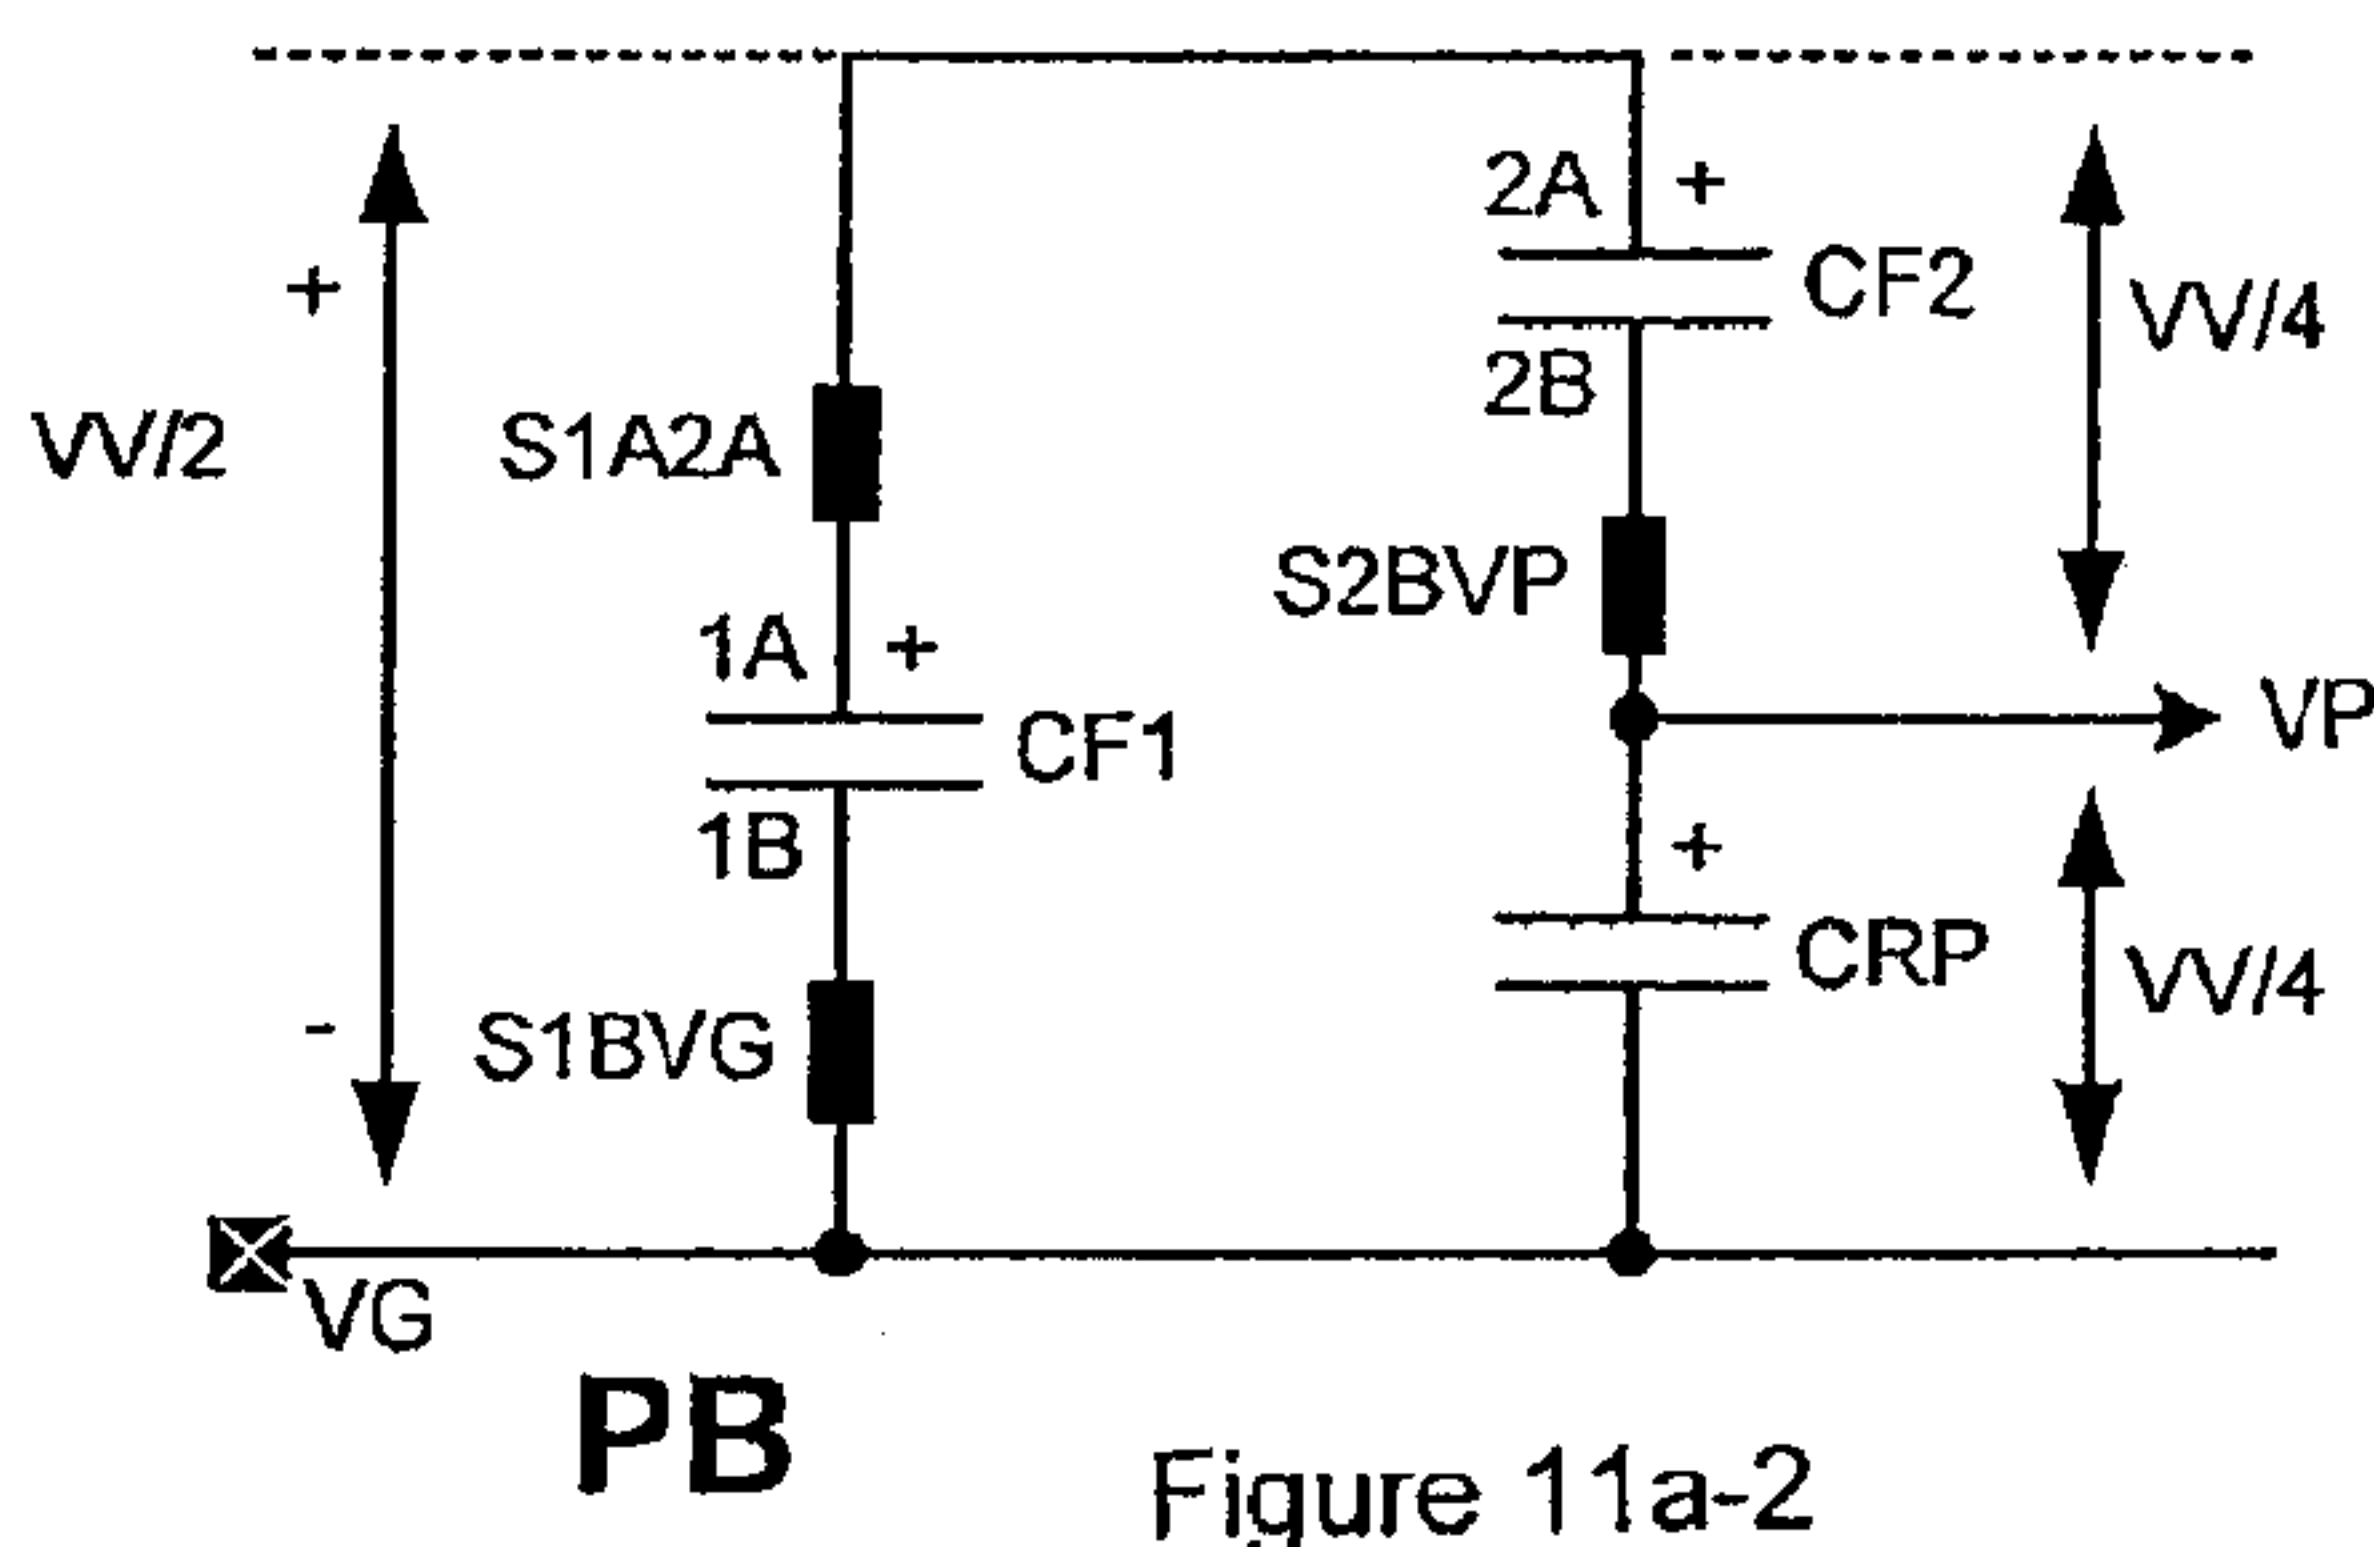 2A +
CF2
VV/4
+
2B
VV/2
S1A2A
S2BVP
1A +
CF1
VP
1B
+
CRP
VV/4
-
S1BVG
VG
PB
Figure 11a-2